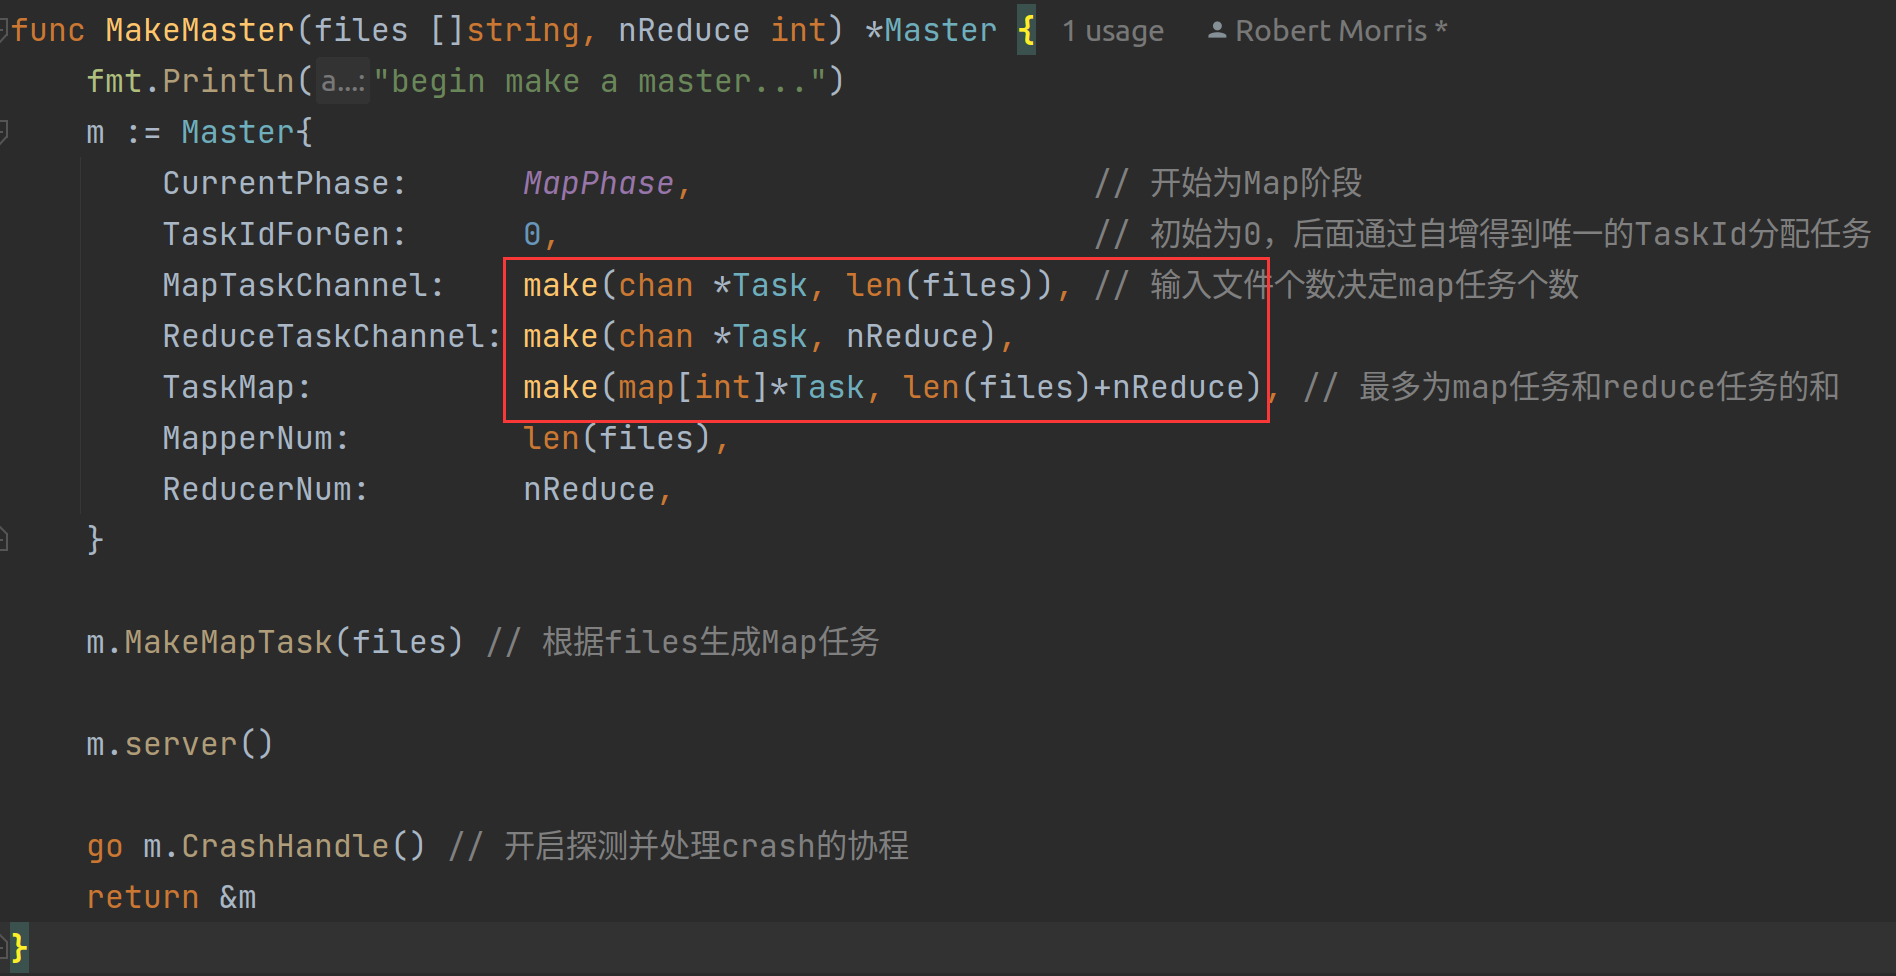 func MakeMaster(files []string, nReduce int) *Master { 1 usage Robert Morris *
fmt.Println(a...:"begin make a master...")
m := Master{
CurrentPhase: MapPhase, // 开始为Map阶段
TaskIdForGen: 0, // 初始为0，后面通过自增得到唯一的TaskId分配任务
MapTaskChannel: make(chan *Task, len(files)), // 输入文件个数决定map任务个数
ReduceTaskChannel: make(chan *Task, nReduce),
TaskMap: make(map[int]*Task, len(files)+nReduce), // 最多为map任务和reduce任务的和
MapperNum: len(files),
ReducerNum: nReduce,
}
m.MakeMapTask(files) // 根据files生成Map任务
m.server()
go m.CrashHandle() // 开启探测并处理crash的协程
return &m
}